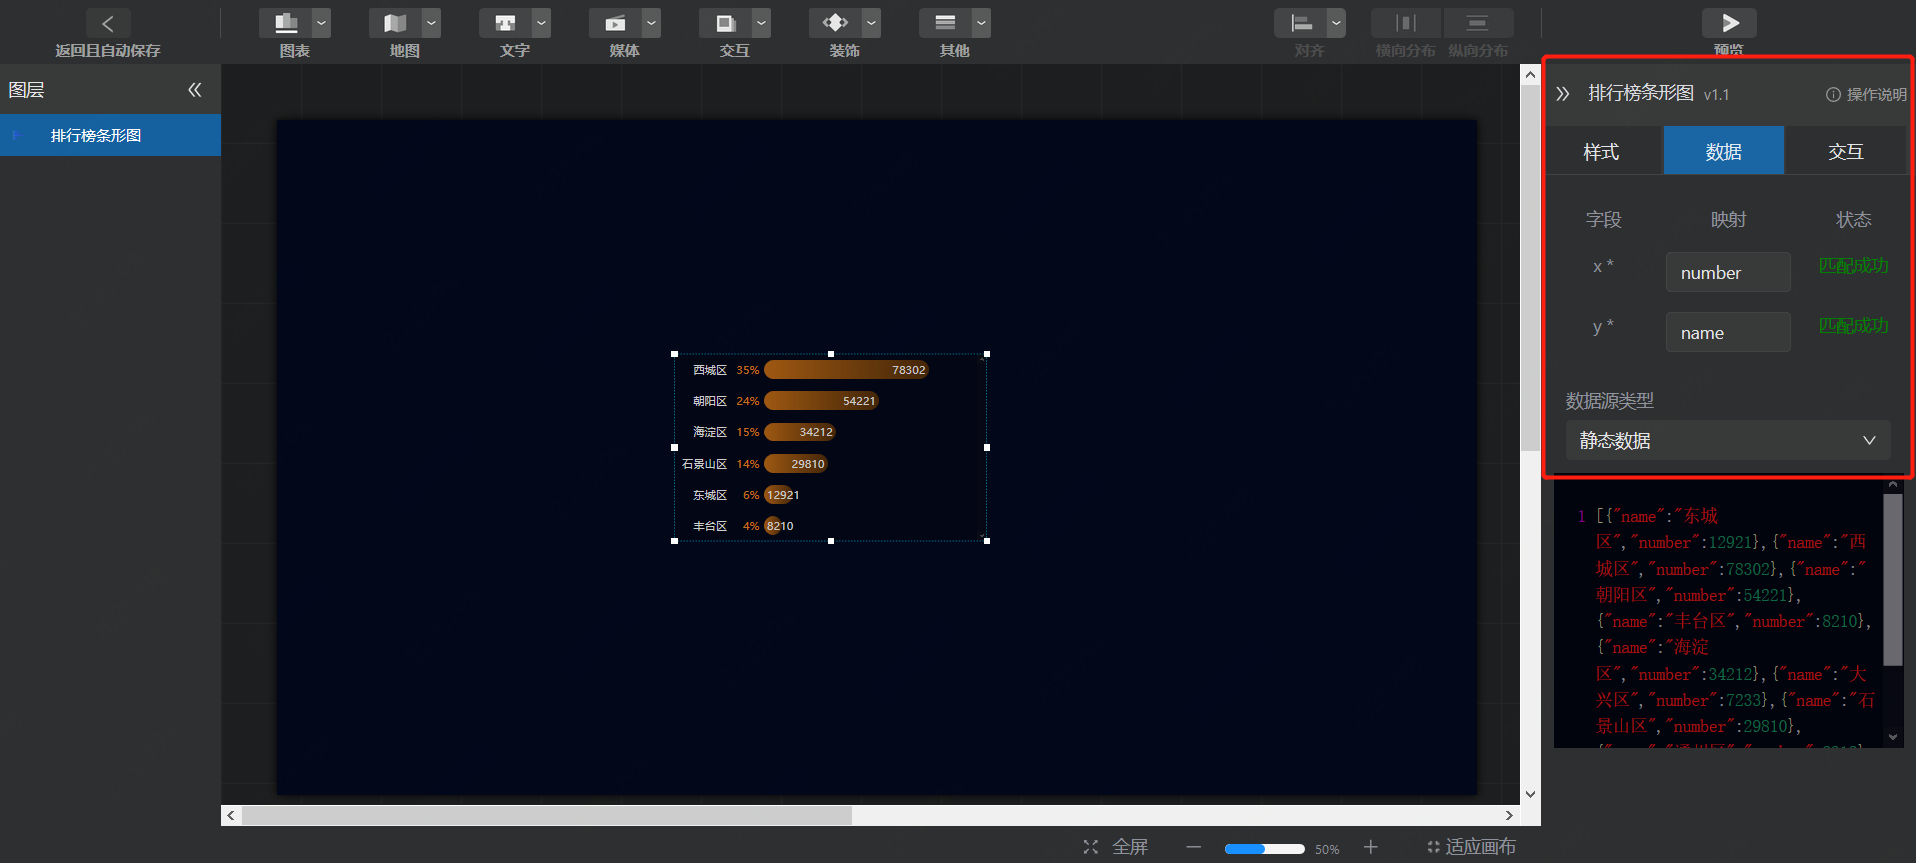 返回且自动保存
图表
地图
文字
媒体
交互
装饰
其他
对齐
横向分布
纵向分布
预览
图层
排行榜条形图
西城区 35% 78302
朝阳区 24% 54221
海淀区 15% 34212
石景山区 14% 29810
东城区 6% 12921
丰台区 4% 8210
排行榜条形图 v1.1
操作说明
样式 数据 交互
字段 映射 状态
x * number 匹配成功
y * name 匹配成功
数据源类型
静态数据
1 [{"name":"东城
区","number":12921},{"name":"西
城区","number":78302},{"name":"
朝阳区","number":54221},
{"name":"丰台区","number":8210},
{"name":"海淀
区","number":34212},{"name":"大
兴区","number":7233},{"name":"石
景山区","number":29810},
全屏
50%
适应画布